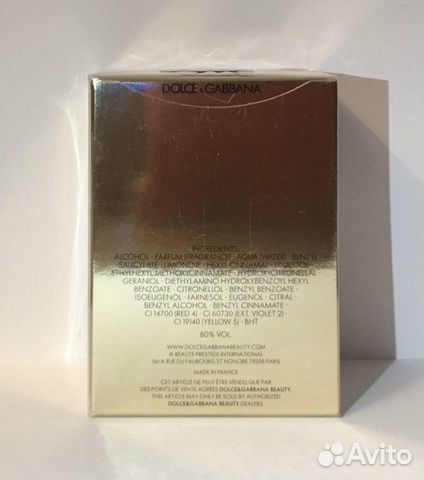 DOLCE & GABBANA
INGREDIENTS:
ALCOHOL · PARFUM (FRAGRANCE) · AQUA (WATER) · BENZYL
SALICYLATE · LIMONENE · HEXYL CINNAMAL · LINALOOL ·
ETHYLHEXYL METHOXYCINNAMATE · HYDROXYCITRONELLAL ·
GERANIOL · DIETHYLAMINO HYDROXYBENZOYL HEXYL
BENZOATE · CITRONELLOL · BENZYL BENZOATE ·
ISOEUGENOL · FARNESOL · EUGENOL · CITRAL ·
BENZYL ALCOHOL · BENZYL CINNAMATE ·
CI 14700 (RED 4) · CI 60730 (EXT. VIOLET 2) ·
CI 19140 (YELLOW 5) · BHT
80% VOL.
WWW.DOLCEGABBANABEAUTY.COM
© BEAUTE PRESTIGE INTERNATIONAL
56/A RUE DU FAUBOURG ST HONORE 75008 PARIS
MADE IN FRANCE
CET ARTICLE NE PEUT ÊTRE VENDU QUE PAR
DES POINTS DE VENTE AGRÉÉS DOLCE&GABBANA BEAUTY.
THIS ARTICLE MAY ONLY BE SOLD BY AUTHORIZED
DOLCE&GABBANA BEAUTY DEALERS.
Avito